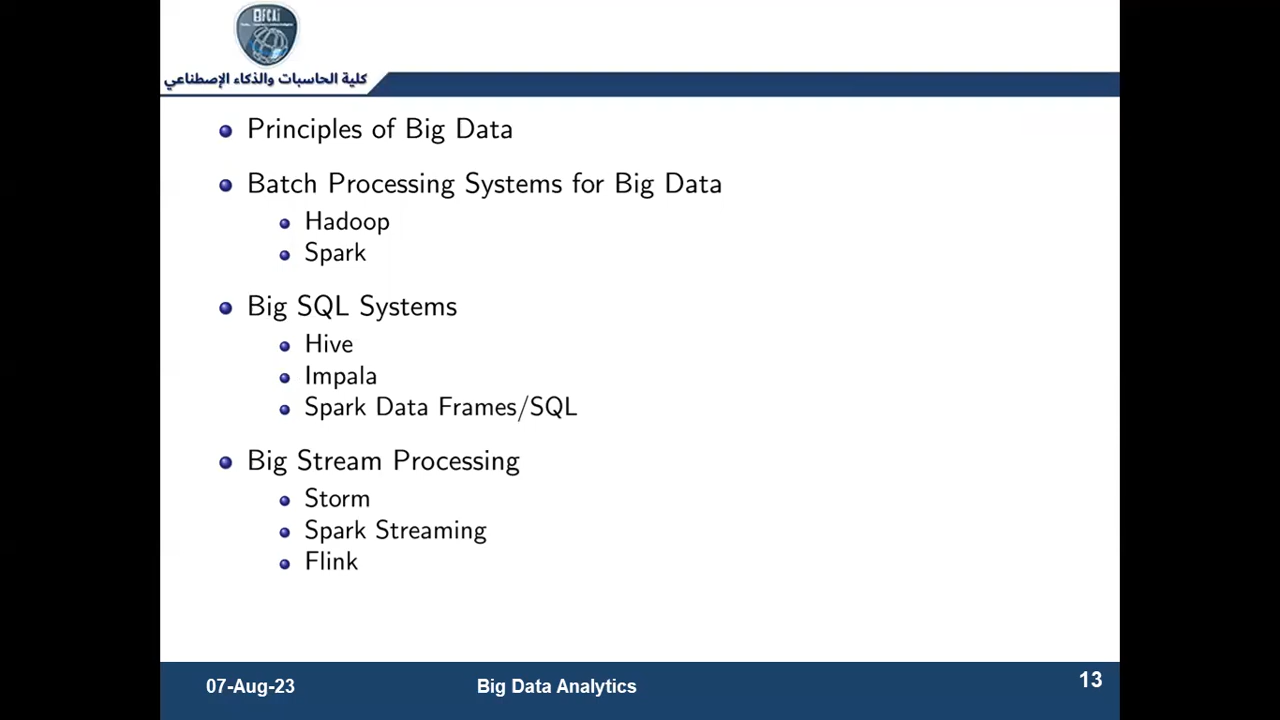 FCAi
كلية الحاسبات والذكاء الإصطناعي
Principles of Big Data
Batch Processing Systems for Big Data
Hadoop
Spark
Big SQL Systems
Hive
Impala
Spark Data Frames/SQL
Big Stream Processing
Storm
Spark Streaming
Flink
07-Aug-23
Big Data Analytics
13